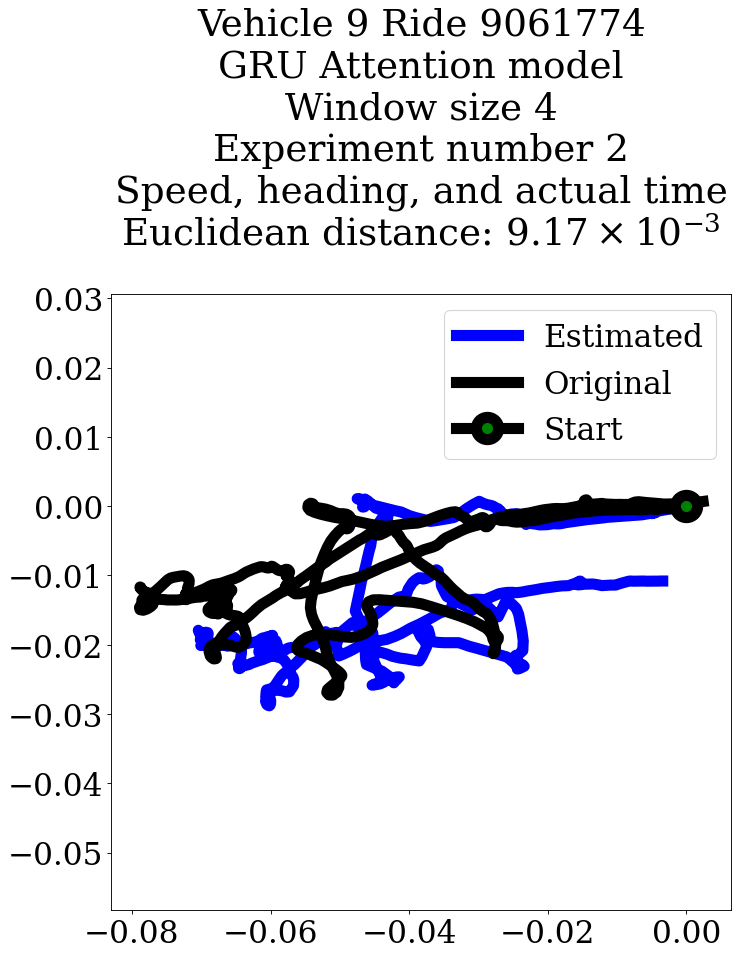 Vehicle 9 Ride 9061774
GRU Attention model
Window size 4
Experiment number 2
Speed, heading, and actual time
Euclidean distance: 9.17 × 10⁻³
Estimated
Original
Start
0.03
0.02
0.01
0.00
−0.01
−0.02
−0.03
−0.04
−0.05
−0.08
−0.06
−0.04
−0.02
0.00